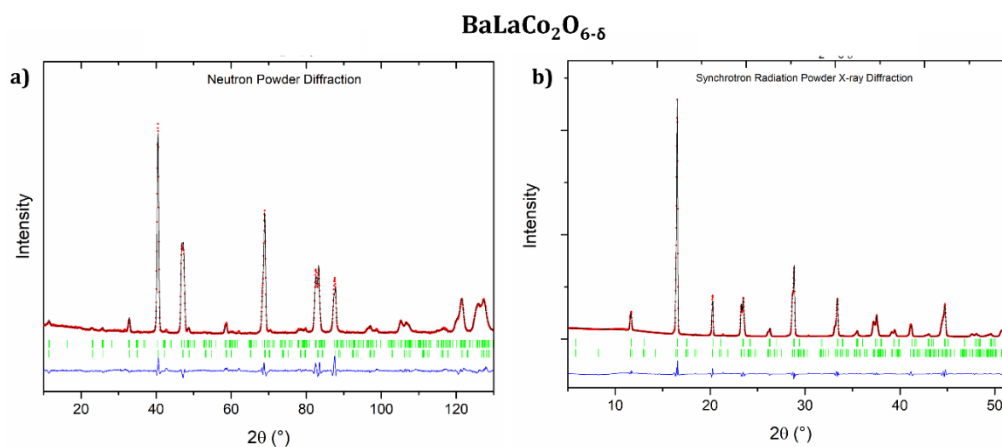 BaLaCo₂O₆₋δ
a)
Neutron Powder Diffraction
Intensity
20
40
60
80
100
120
2θ (°)
b)
Synchrotron Radiation Powder X-ray Diffraction
Intensity
10
20
30
40
50
2θ (°)